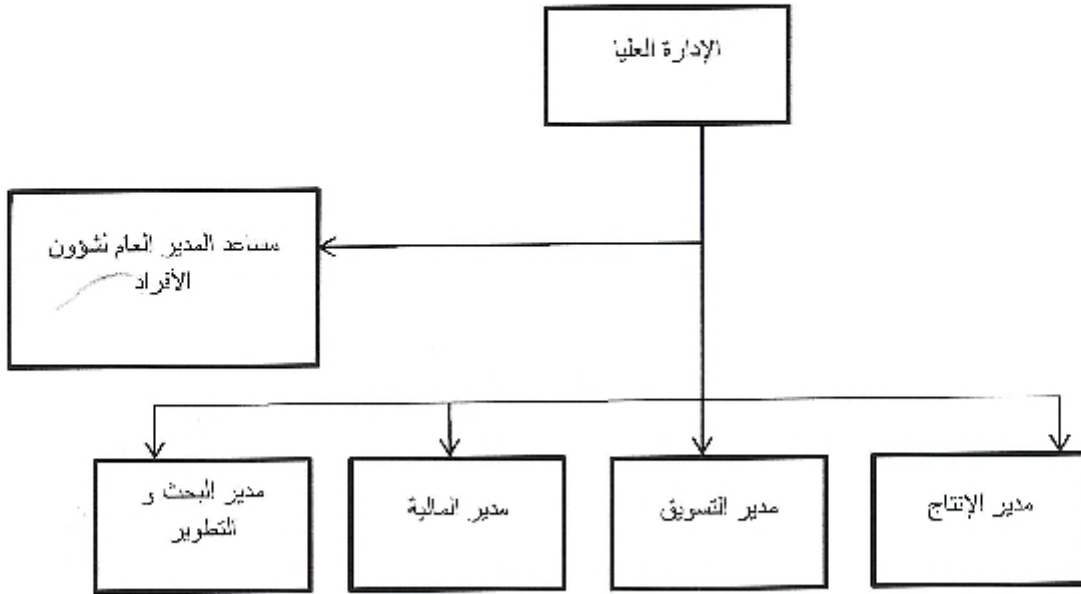 الإدارة العليا
مساعد المدير العام لشؤون
الأفراد
مدير الإنتاج
مدير التسويق
مدير المالية
مدير البحث و
التطوير